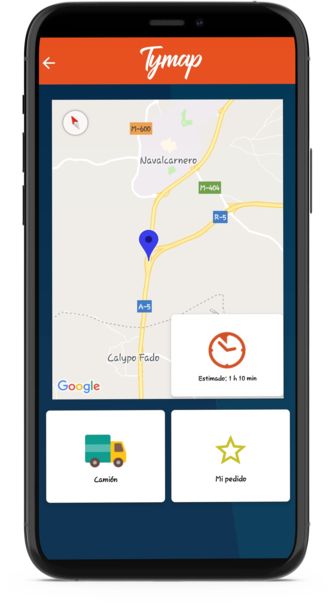 Tymap
M-600
Navalcarnero
M-404
R-5
A-5
Calypo Fado
Google
Estimado: 1 h 10 min
Camión
Mi pedido